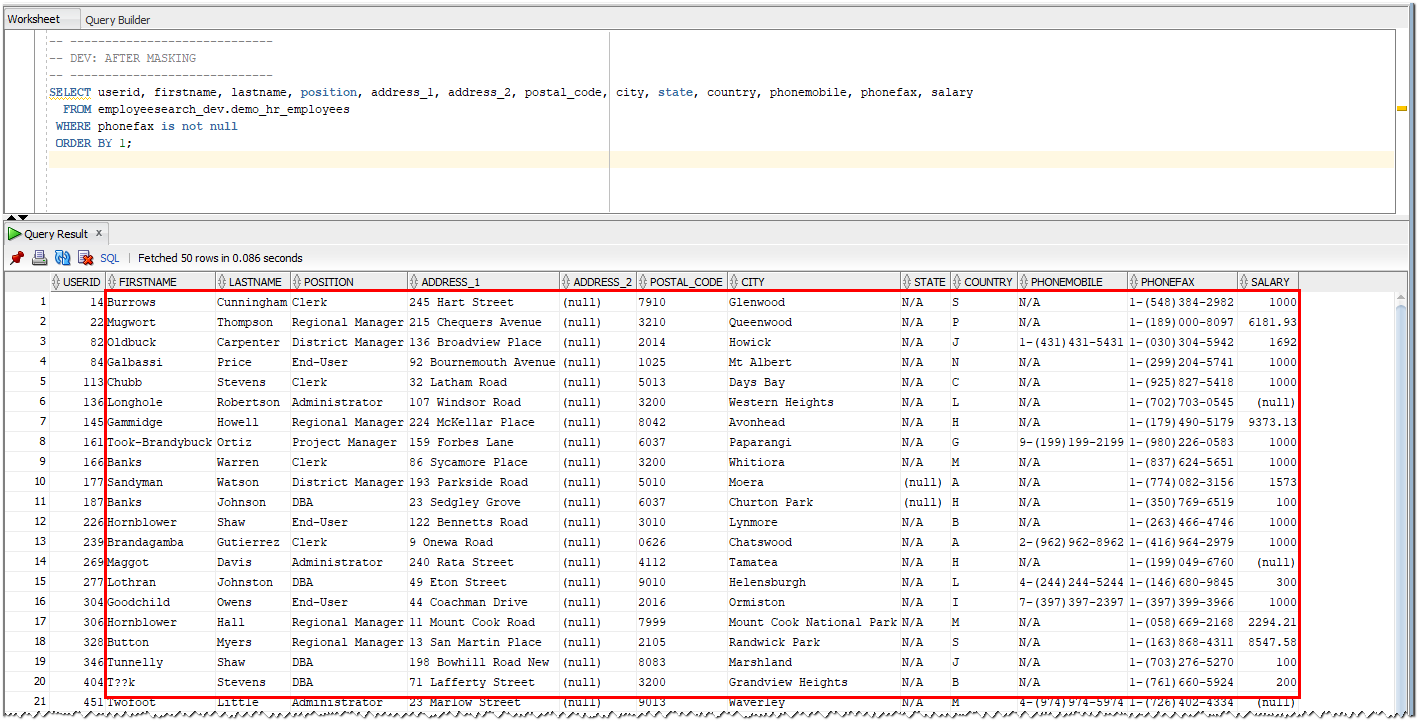 Worksheet Query Builder
-- -----------------------------
-- DEV: AFTER MASKING
-- -----------------------------
SELECT userid, firstname, lastname, position, address_1, address_2, postal_code, city, state, country, phonemobile, phonefax, salary
FROM employeesearch_dev.demo_hr_employees
WHERE phonefax is not null
ORDER BY 1;
Query Result x
SQL | Fetched 50 rows in 0.086 seconds
USERID FIRSTNAME LASTNAME POSITION ADDRESS_1 ADDRESS_2 POSTAL_CODE CITY STATE COUNTRY PHONEMOBILE PHONEFAX SALARY
1 14 Burrows Cunningham Clerk 245 Hart Street (null) 7910 Glenwood N/A S N/A 1-(548)384-2982 1000
2 22 Mugwort Thompson Regional Manager 215 Chequers Avenue (null) 3210 Queenwood N/A P N/A 1-(189)000-8097 6181.93
3 82 Oldbuck Carpenter District Manager 136 Broadview Place (null) 2014 Howick N/A J 1-(431)431-5431 1-(030)304-5942 1692
4 84 Galbassi Price End-User 92 Bournemouth Avenue (null) 1025 Mt Albert N/A N N/A 1-(299)204-5741 1000
5 113 Chubb Stevens Clerk 32 Latham Road (null) 5013 Days Bay N/A C N/A 1-(925)827-5418 1000
6 136 Longhole Robertson Administrator 107 Windsor Road (null) 3200 Western Heights N/A L N/A 1-(702)703-0545 (null)
7 145 Gammidge Howell Regional Manager 224 McKellar Place (null) 8042 Avonhead N/A H N/A 1-(179)490-5179 9373.13
8 161 Took-Brandybuck Ortiz Project Manager 159 Forbes Lane (null) 6037 Paparangi N/A G 9-(199)199-2199 1-(980)226-0583 1000
9 166 Banks Warren Clerk 86 Sycamore Place (null) 3200 Whitiora N/A M N/A 1-(837)624-5651 1000
10 177 Sandyman Watson District Manager 193 Parkside Road (null) 5010 Moera (null) A N/A 1-(774)082-3156 1573
11 187 Banks Johnson DBA 23 Sedgley Grove (null) 6037 Churton Park (null) H N/A 1-(350)769-6519 100
12 226 Hornblower Shaw End-User 122 Bennetts Road (null) 3010 Lynmore N/A B N/A 1-(263)466-4746 1000
13 239 Brandagamba Gutierrez Clerk 9 Onewa Road (null) 0626 Chatswood N/A A 2-(962)962-8962 1-(416)964-2979 1000
14 269 Maggot Davis Administrator 240 Rata Street (null) 4112 Tamatea N/A H N/A 1-(199)049-6760 (null)
15 277 Lothran Johnston DBA 49 Eton Street (null) 9010 Helensburgh N/A L 4-(244)244-5244 1-(146)680-9845 300
16 304 Goodchild Owens End-User 44 Coachman Drive (null) 2016 Ormiston N/A I 7-(397)397-2397 1-(397)399-3966 1000
17 306 Hornblower Hall Regional Manager 11 Mount Cook Road (null) 7999 Mount Cook National Park N/A M N/A 1-(058)669-2168 2294.21
18 328 Button Myers Regional Manager 13 San Martin Place (null) 2105 Randwick Park N/A S N/A 1-(163)868-4311 8547.58
19 346 Tunnelly Shaw DBA 198 Bowhill Road New (null) 8083 Marshland N/A J N/A 1-(703)276-5270 100
20 404 T??k Stevens DBA 71 Lafferty Street (null) 3200 Grandview Heights N/A B N/A 1-(761)660-5924 200
21 451 Twofoot Little Administrator 23 Marlow Street (null) 9013 Waverley N/A M 4-(974)974-5974 1-(726)402-4334 (null)